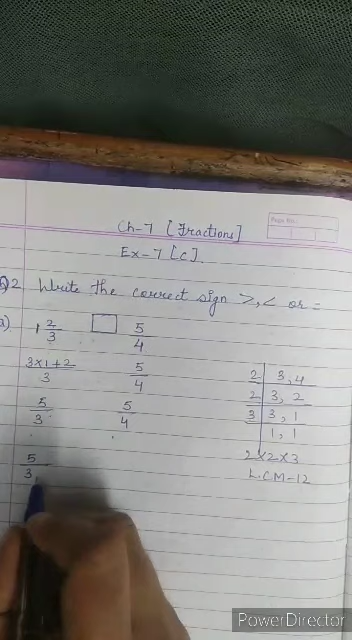 Page No.:
Ch-7 [Fractions]
Ex-7 [C].
Q2 Write the correct sign >, < or =
a) 1 2/3 □ 5/4
3×1+2/3 5/4
5/3 5/4
5/3
2 | 3, 4
2 | 3, 2
3 | 3, 1
1, 1
2×2×3
L.C.M-12
PowerDirector